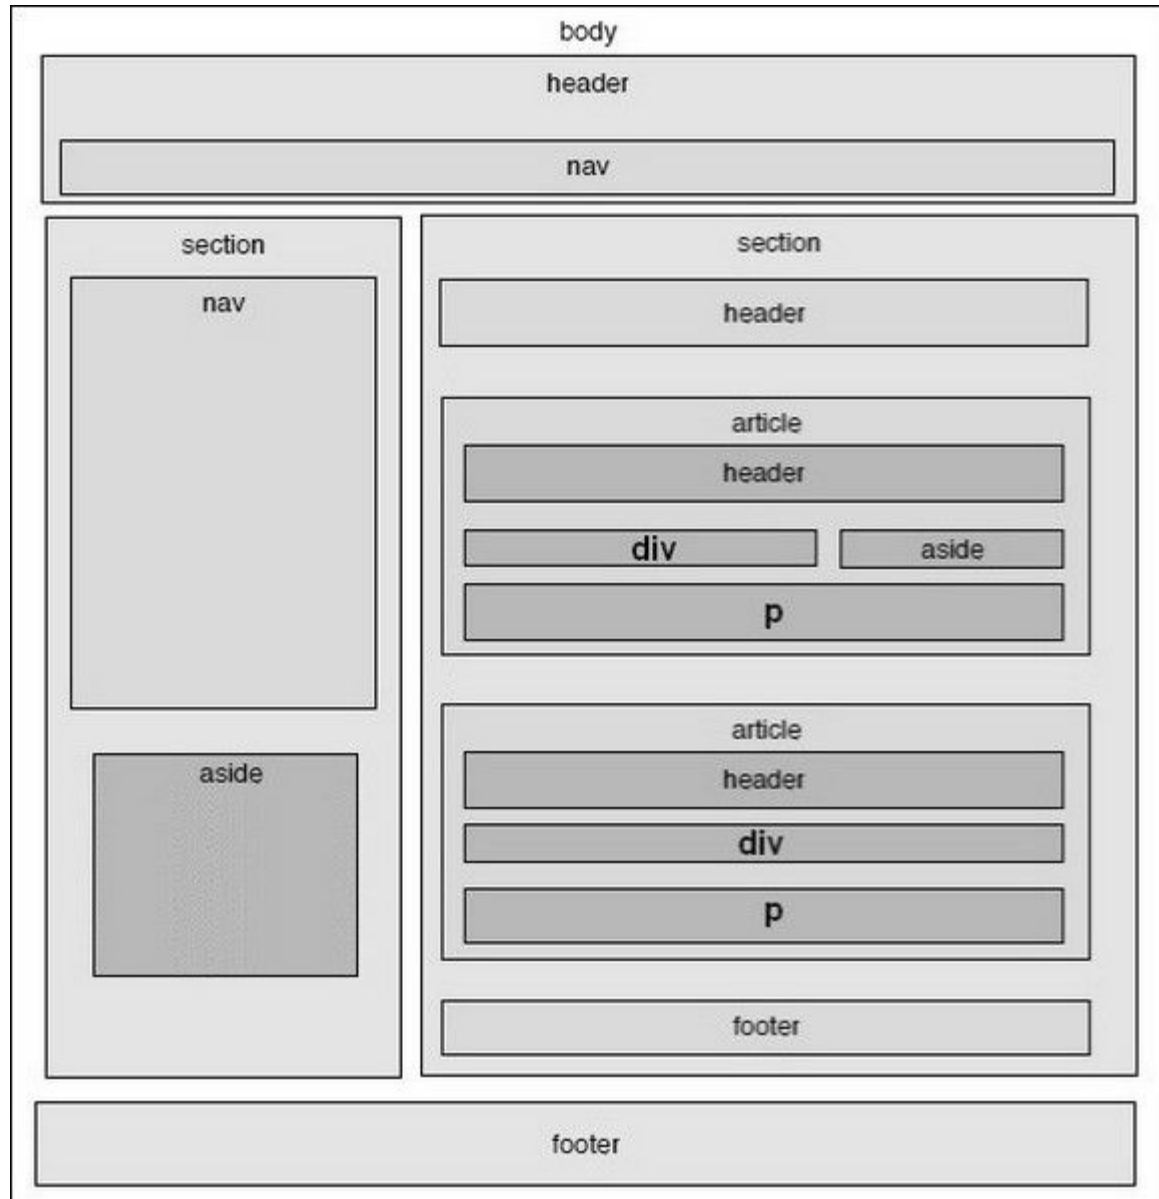 body
header
nav
section
nav
aside
section
header
article
header
div
aside
p
article
header
div
p
footer
footer